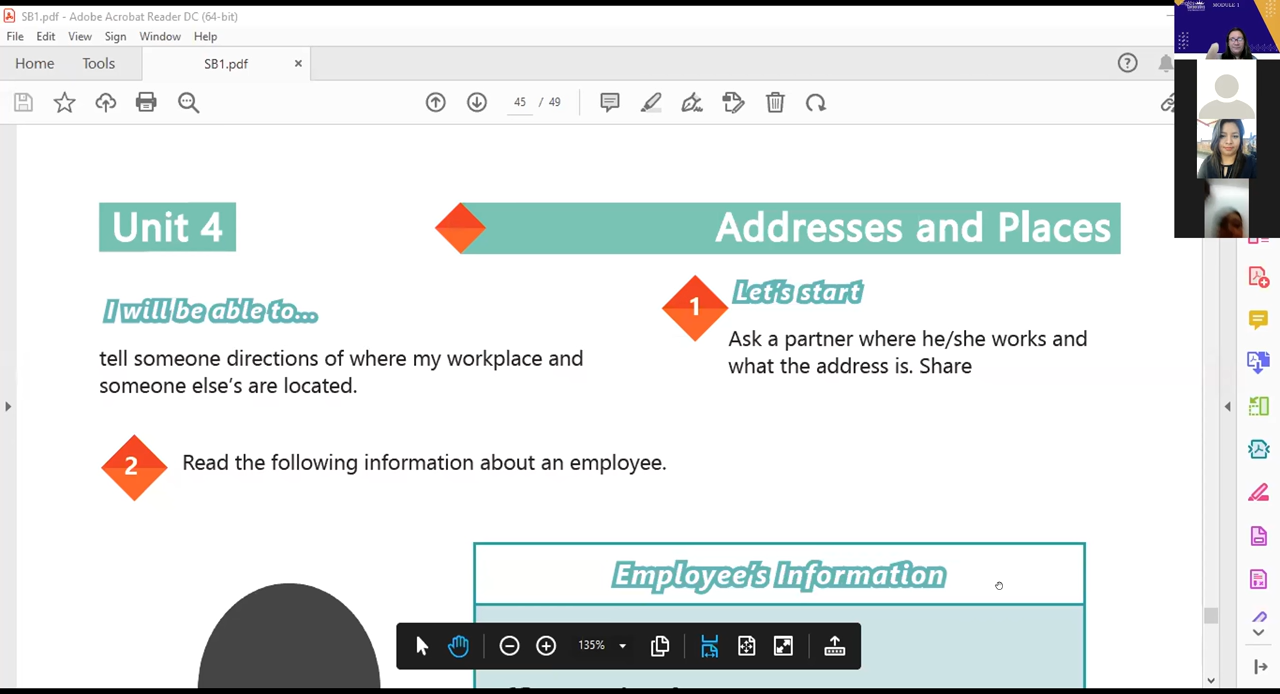 SB1.pdf - Adobe Acrobat Reader DC (64-bit)
File Edit View Sign Window Help
Home Tools SB1.pdf
45 / 49
MODULE 1
Unit 4
Addresses and Places
I will be able to...
tell someone directions of where my workplace and
someone else's are located.
1
Let's start
Ask a partner where he/she works and
what the address is. Share
2
Read the following information about an employee.
Employee's Information
135%